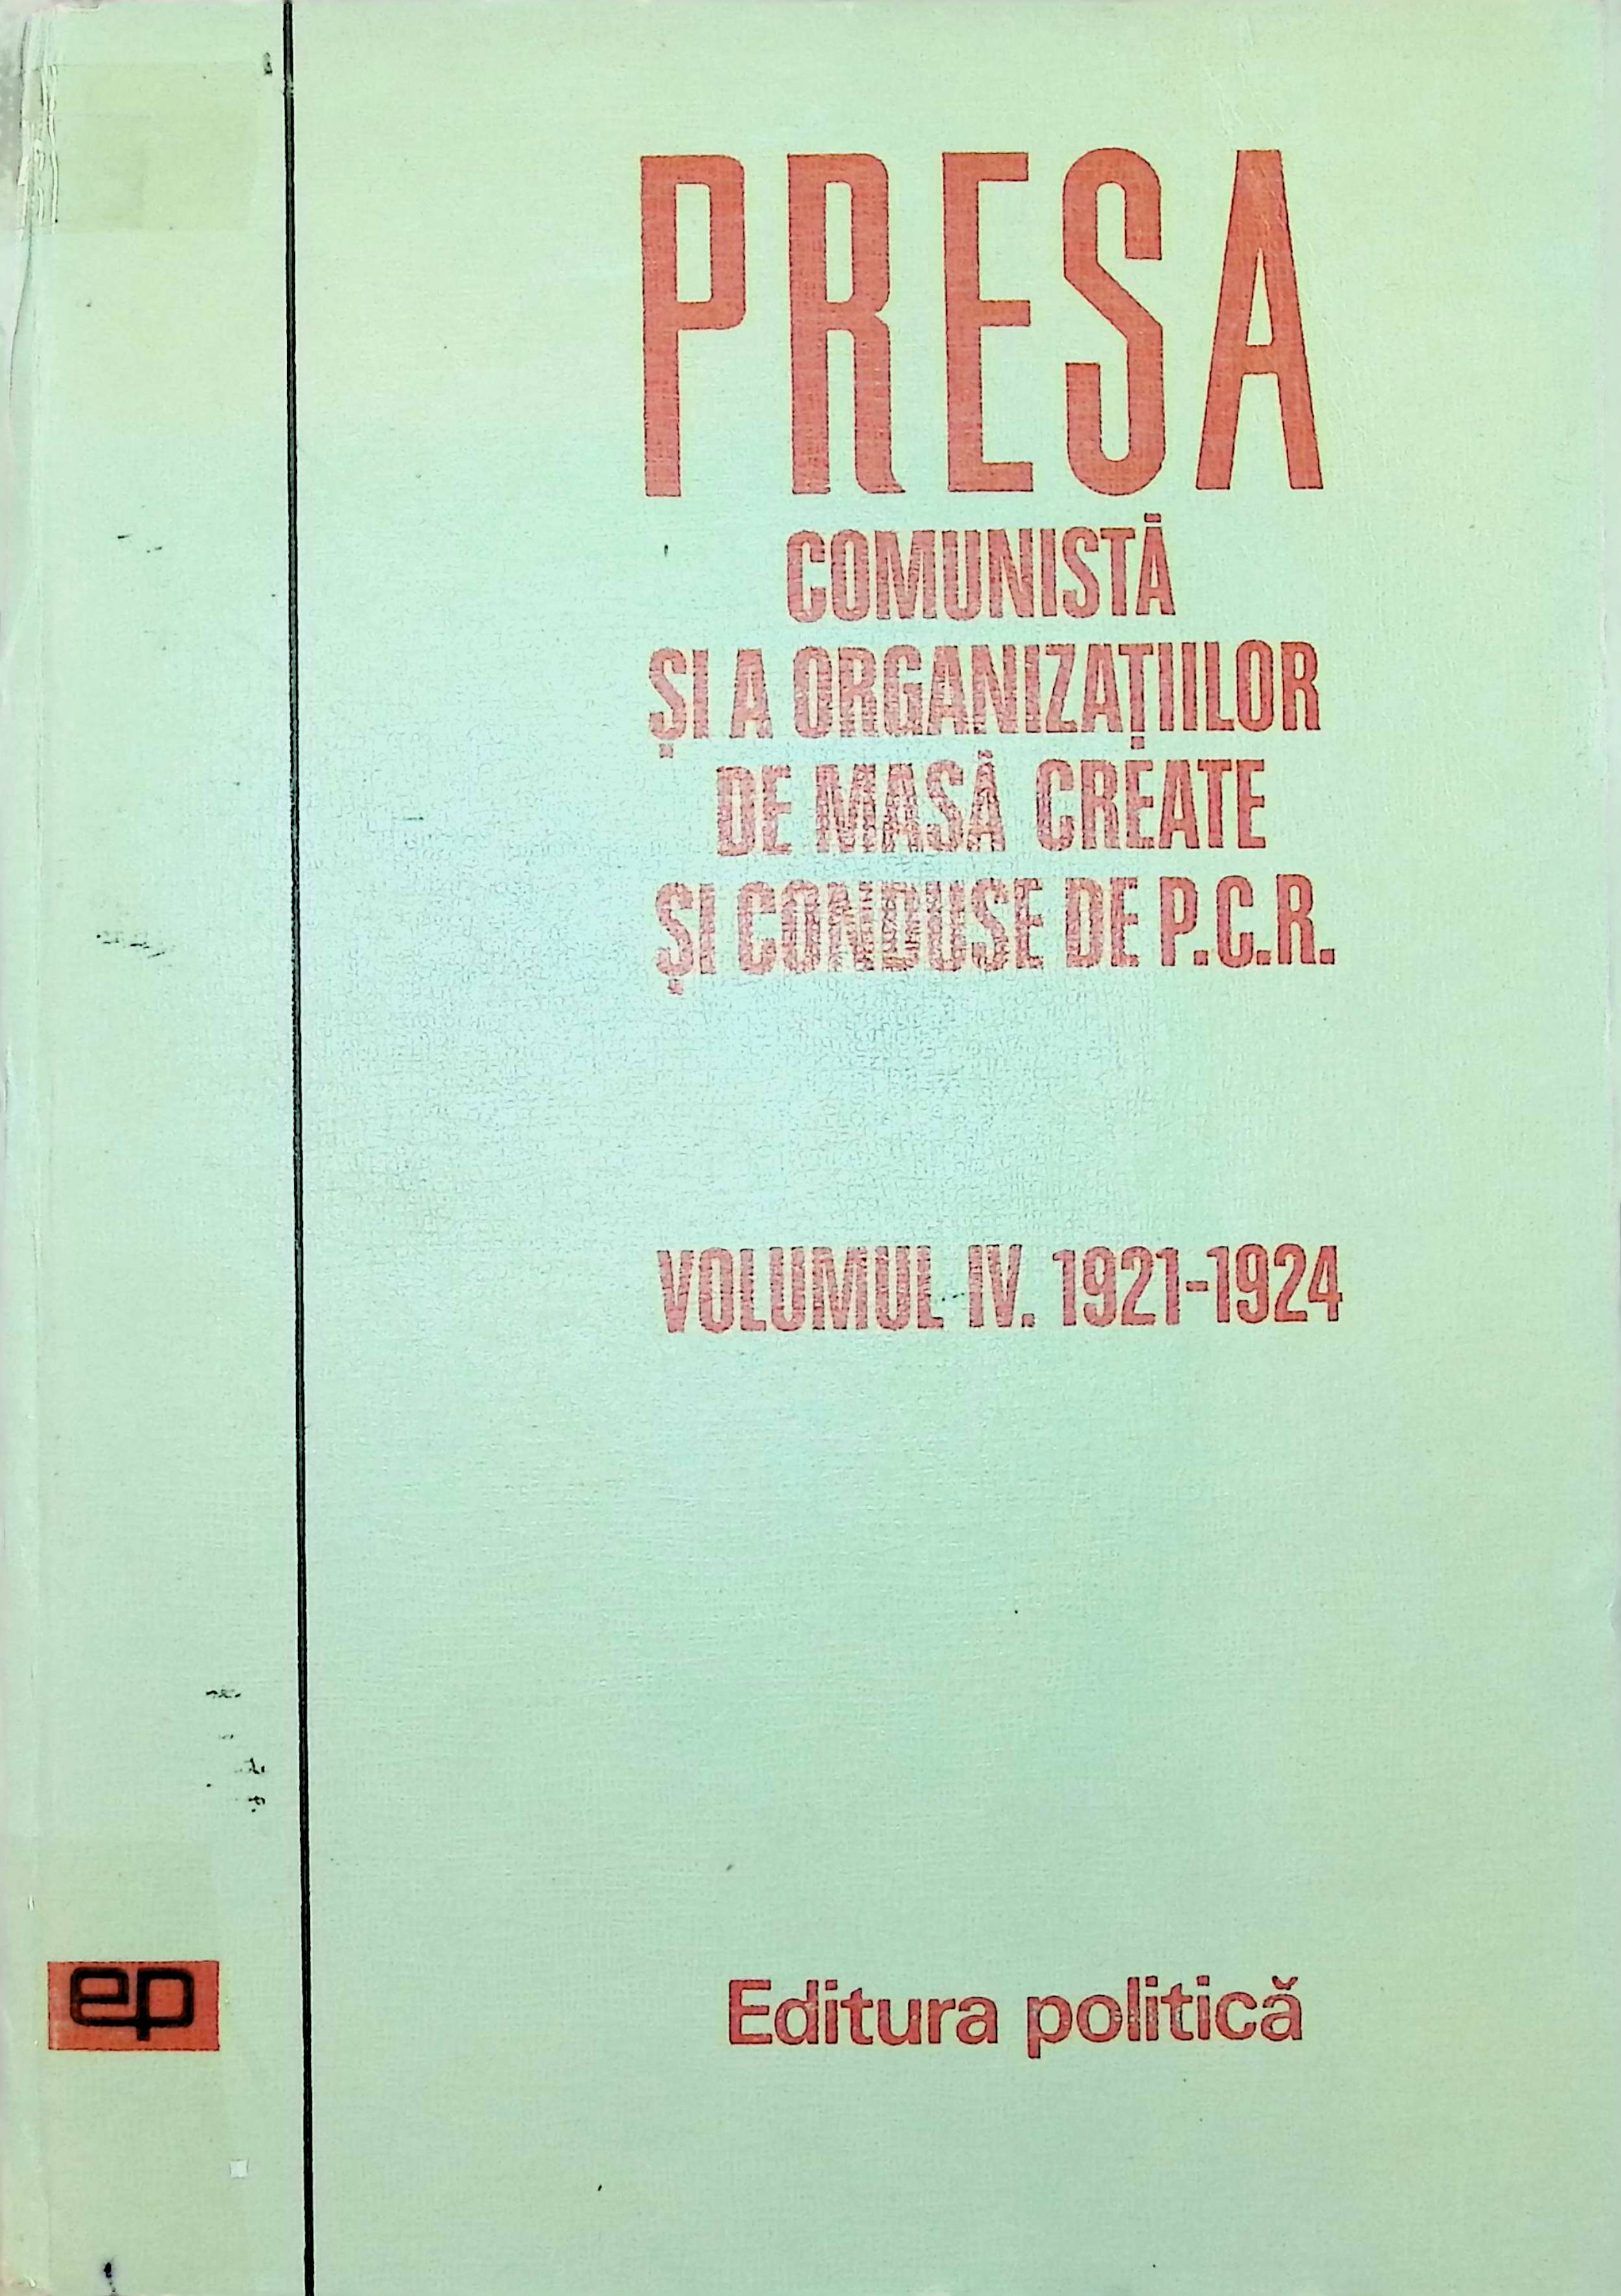 PRESA
COMUNISTĂ
ȘI A ORGANIZAȚIILOR
DE MASĂ CREATE
ȘI CONDUSE DE P.C.R.
VOLUMUL IV. 1921-1924
ep
Editura politică